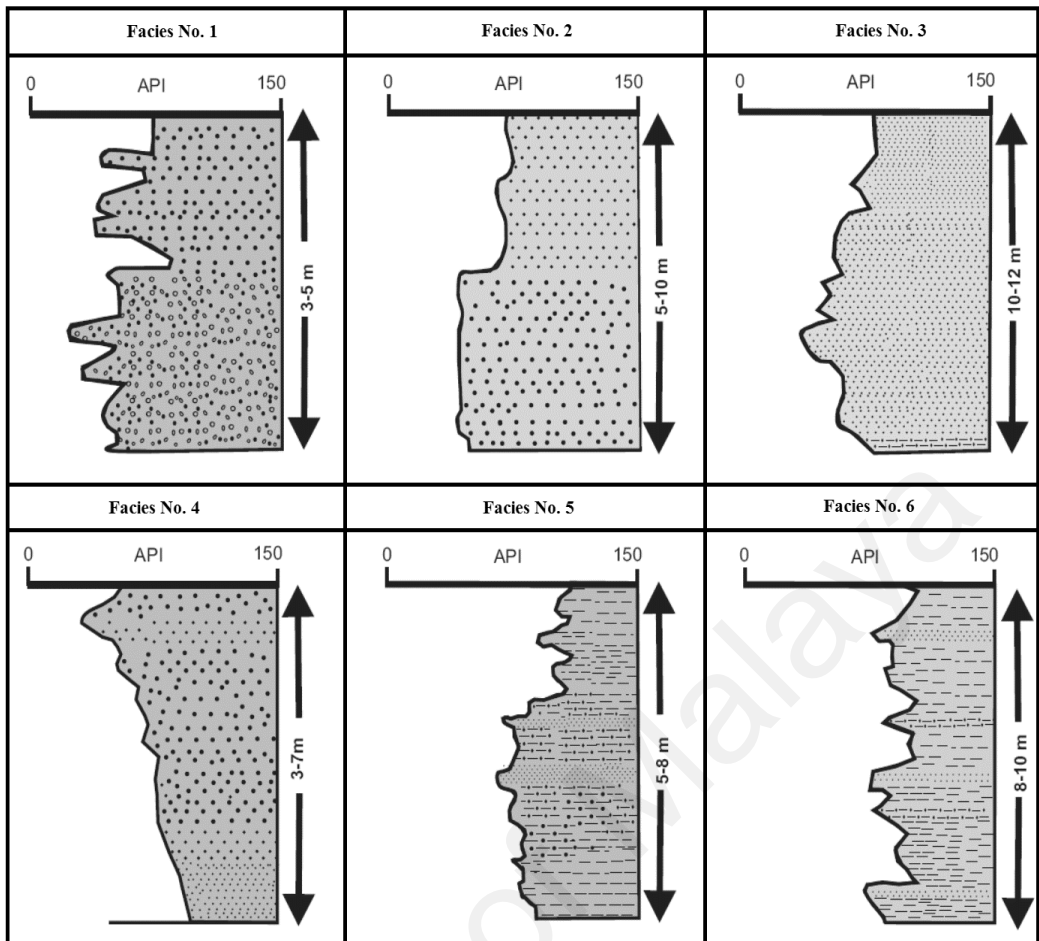 Facies No. 1
Facies No. 2
Facies No. 3
0 API 150
3-5 m
0 API 150
5-10 m
0 API 150
10-12 m
Facies No. 4
Facies No. 5
Facies No. 6
0 API 150
3-7m
0 API 150
5-8 m
0 API 150
8-10 m
of Malaya